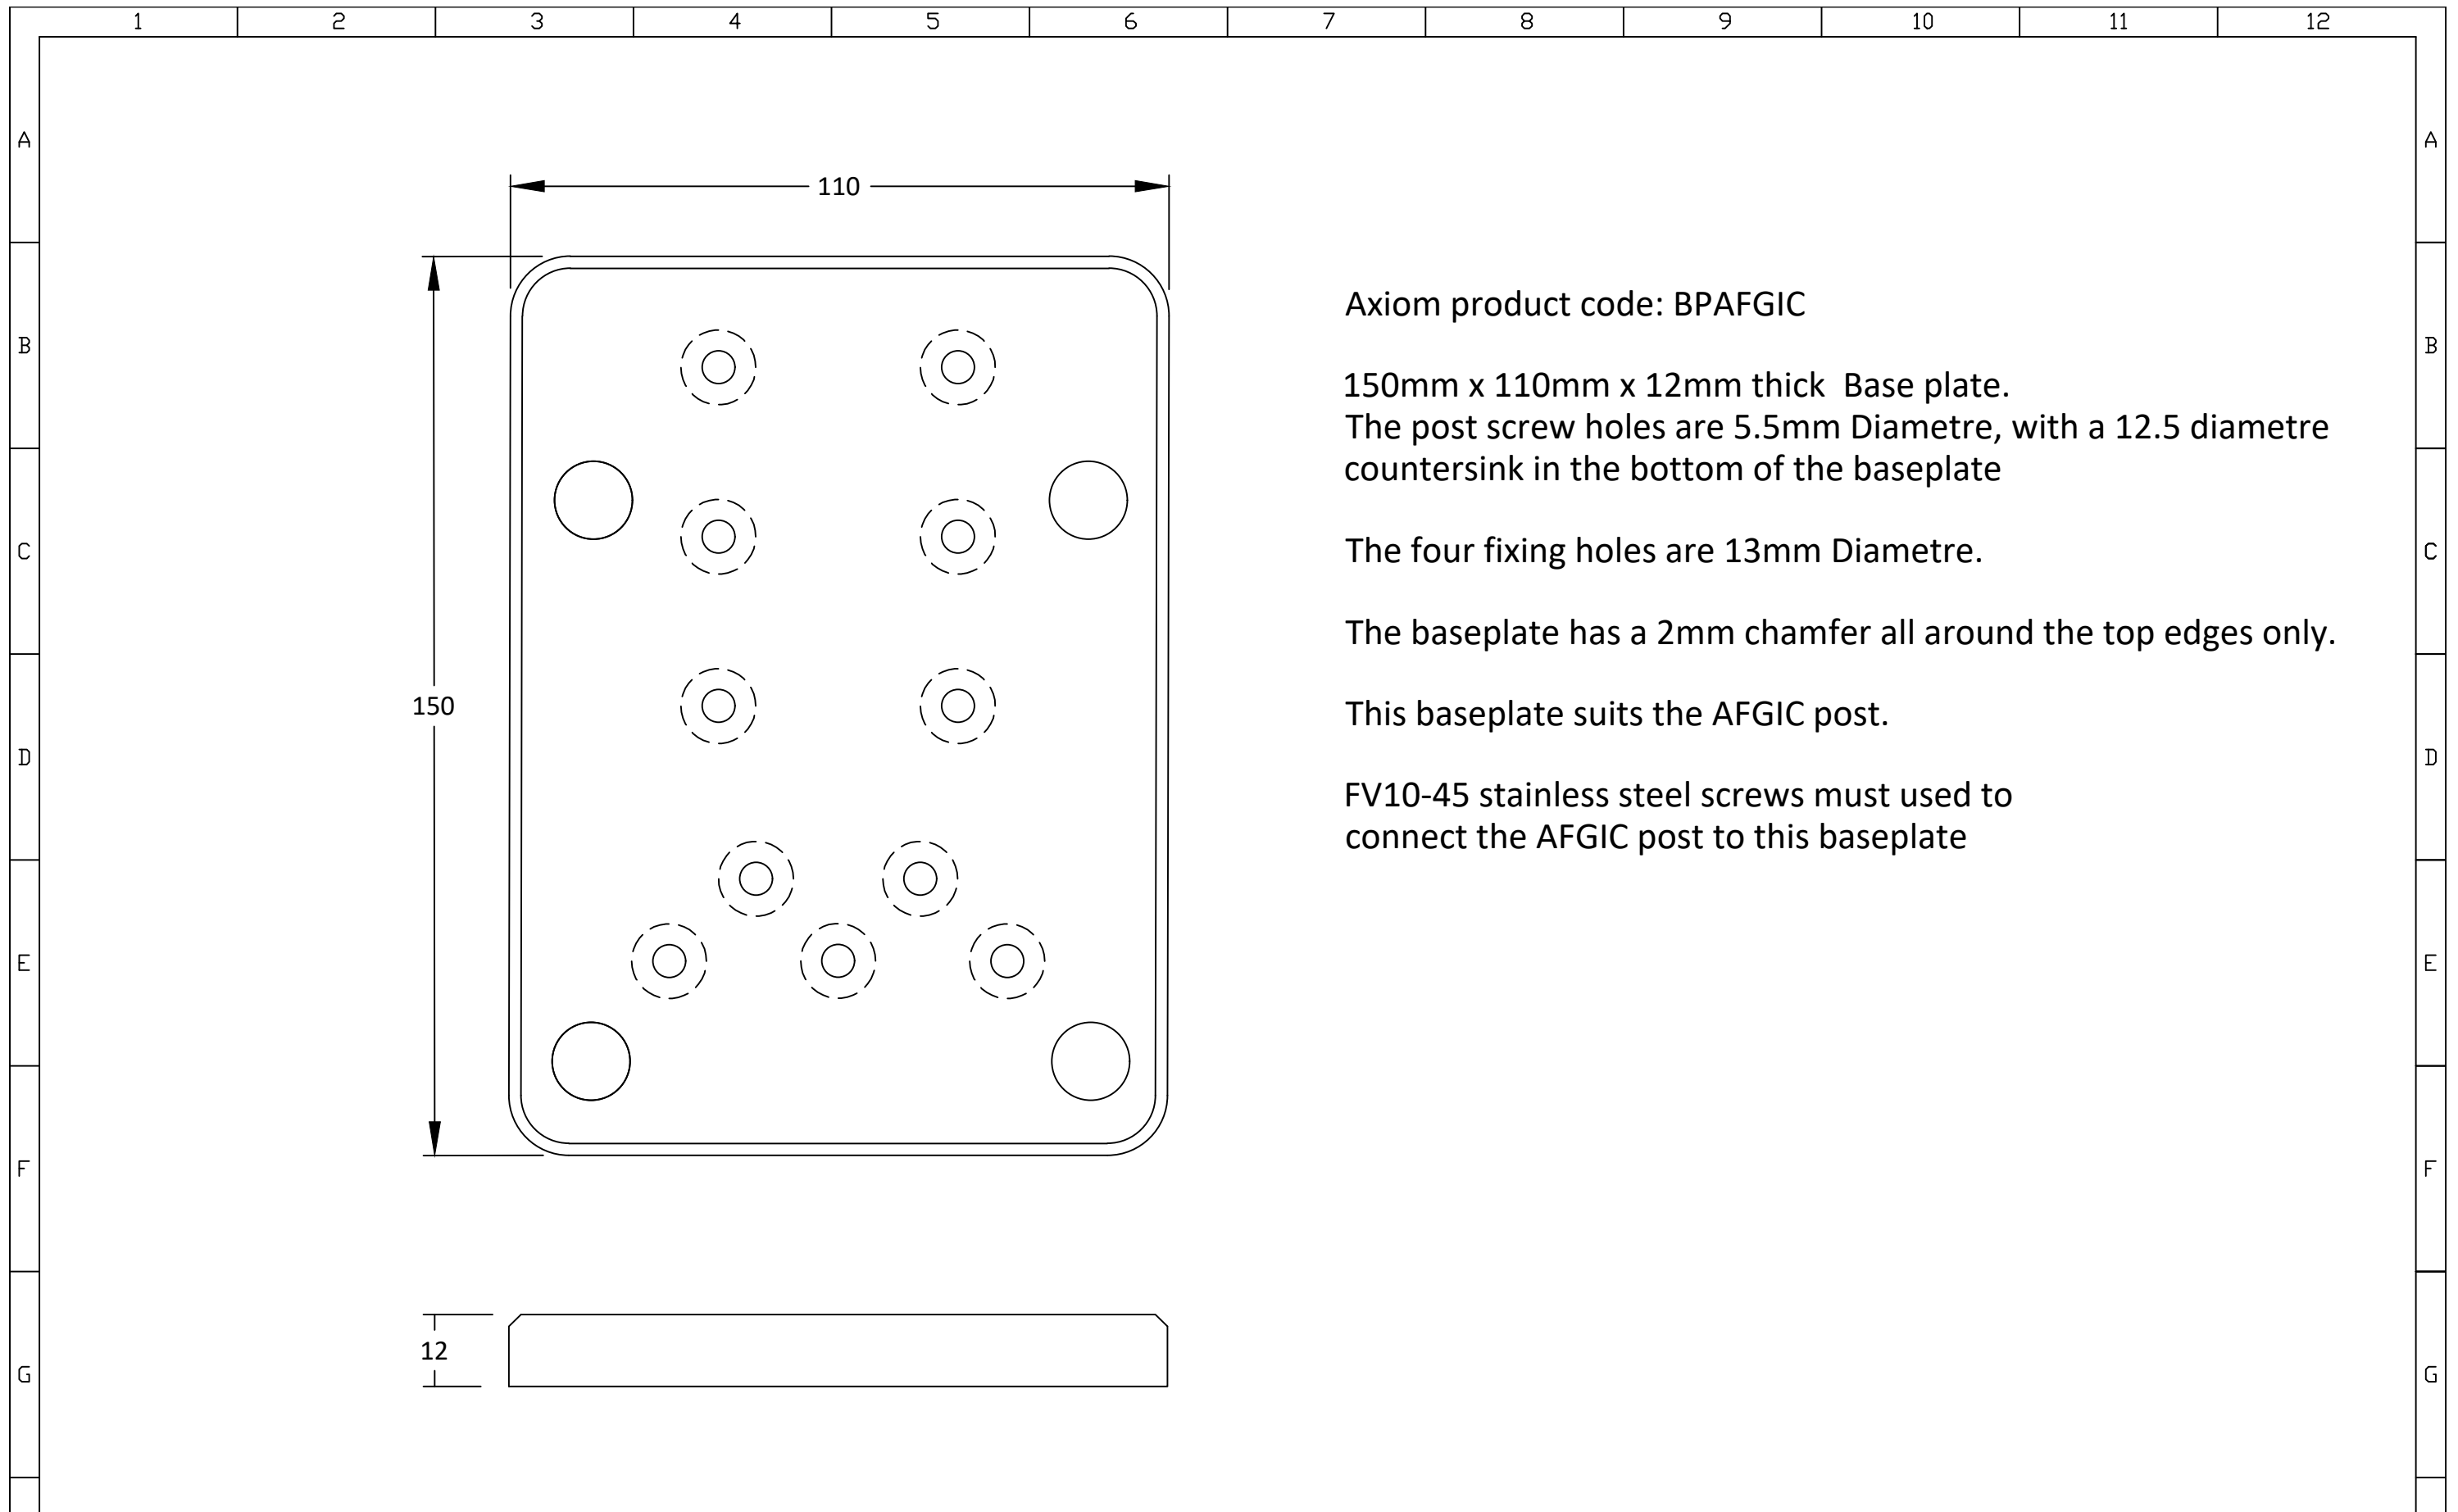 1 2 3 4 5 6 7 8 9 10 11 12
A A
110
Axiom product code: BPAFGIC
B B
150mm x 110mm x 12mm thick  Base plate.
The post screw holes are 5.5mm Diametre, with a 12.5 diametre
countersink in the bottom of the baseplate
C C
The four fixing holes are 13mm Diametre.
The baseplate has a 2mm chamfer all around the top edges only.
150
This baseplate suits the AFGIC post.
D D
FV10-45 stainless steel screws must used to
connect the AFGIC post to this baseplate
E E
F F
12
G G